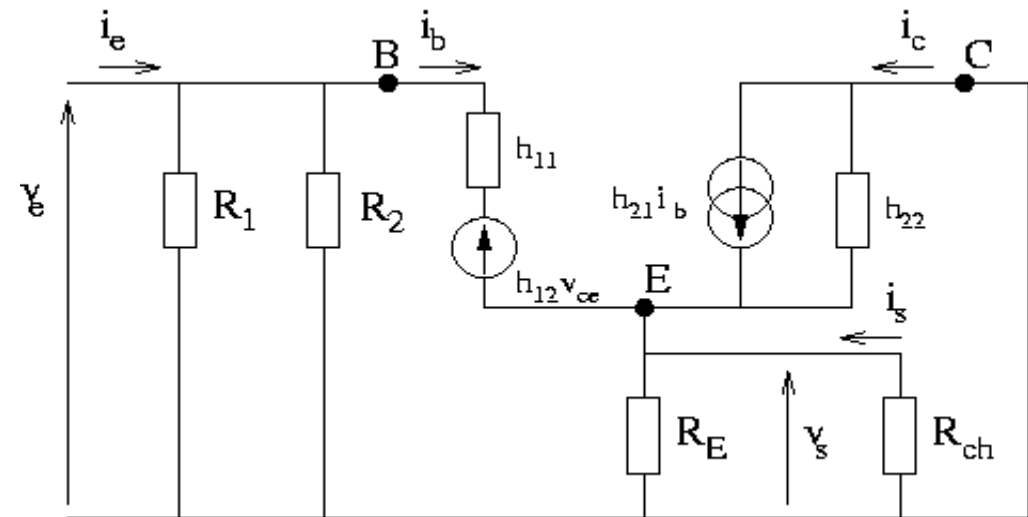 i_e
i_b
i_c
B
C
h_11
v_e
R_1
R_2
h_21 i_b
h_22
h_12 v_ce
E
i_s
R_E
v_s
R_ch